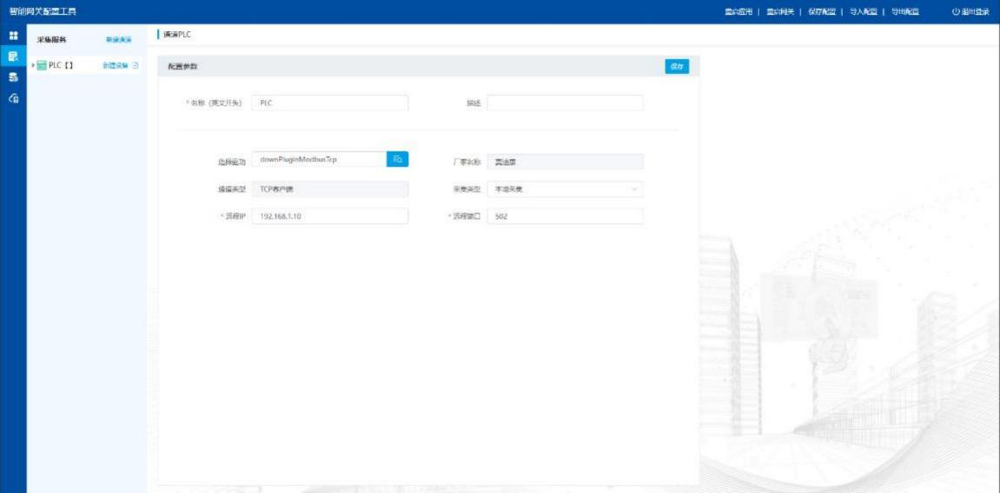 智能网关配置工具
重启应用 | 重启网关 | 保存配置 | 导入配置 | 导出配置 退出登录
采集服务 新建通道
PLC【】 新建设备
通道PLC
配置参数 保存
* 名称（英文开头） PLC 描述
选择驱动 downPluginModbusTcp 厂家名称
通道类型 TCP客户端 采集类型 本地采集
* 远程IP 192.168.1.10 * 远程端口 502